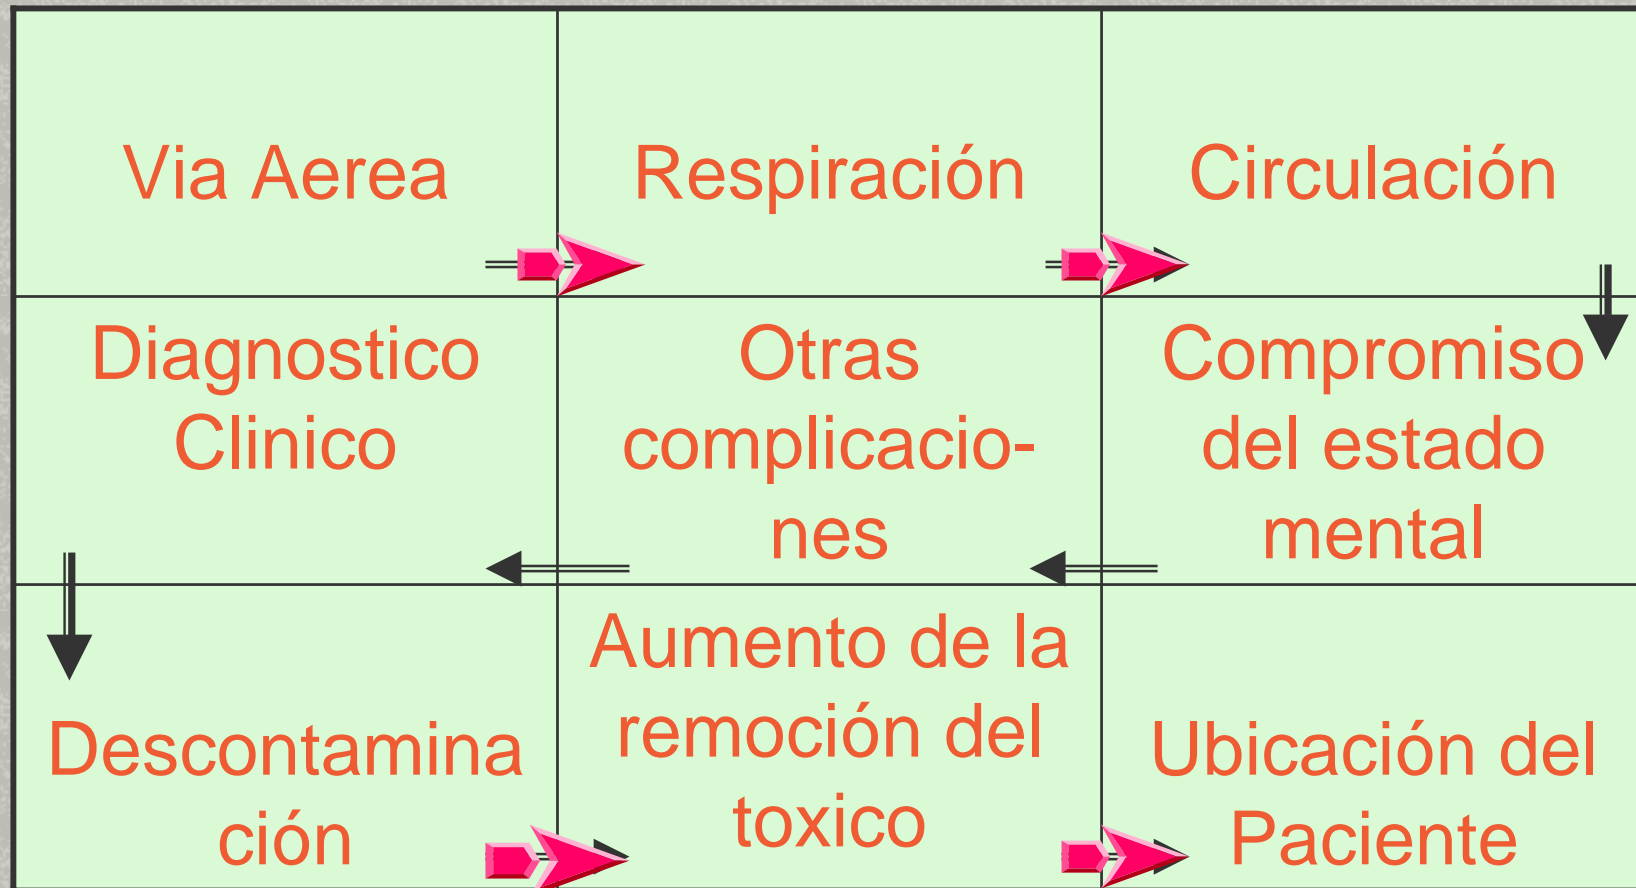 Via Aerea
Respiración
Circulación
Diagnostico
Clinico
Otras
complicacio-
nes
Compromiso
del estado
mental
Descontamina
ción
Aumento de la
remoción del
toxico
Ubicación del
Paciente